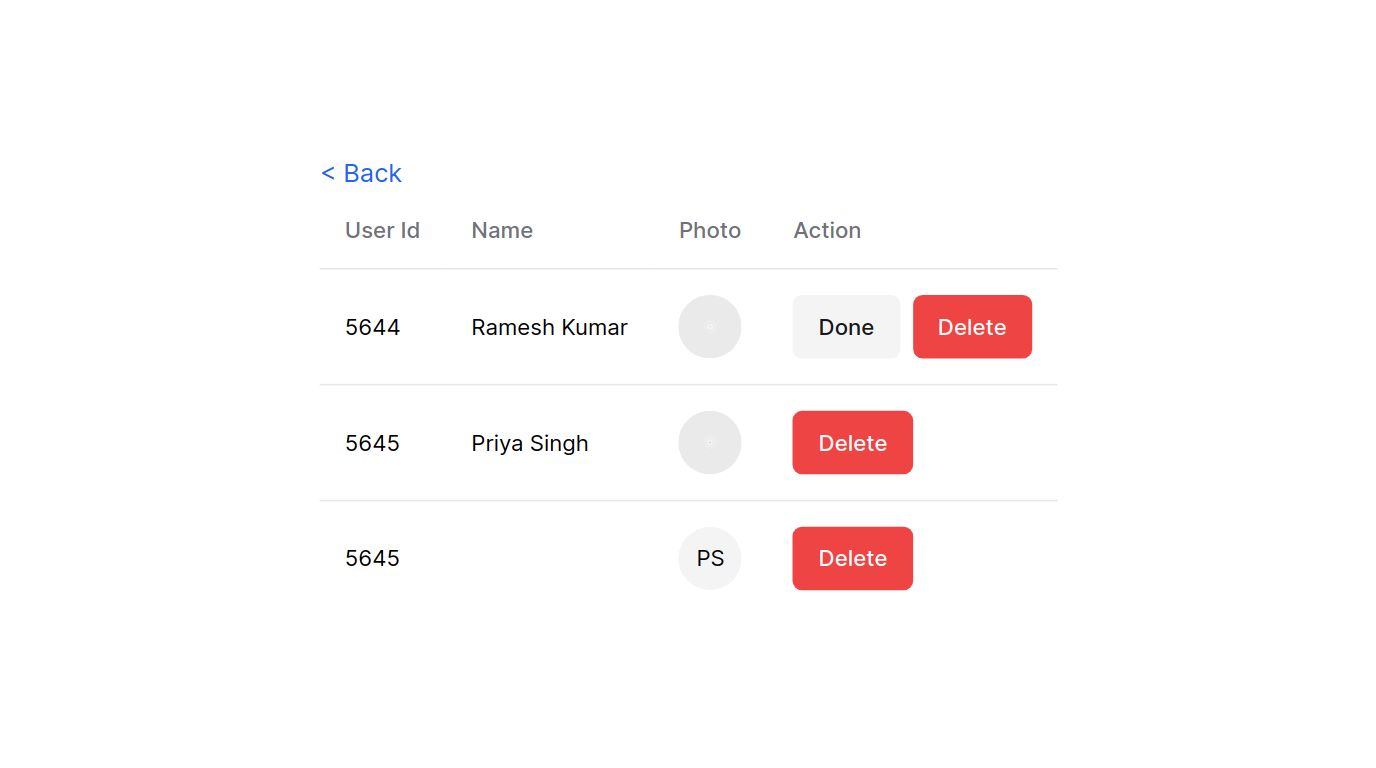 < Back
User Id Name Photo Action
5644 Ramesh Kumar Done Delete
5645 Priya Singh Delete
5645 PS Delete